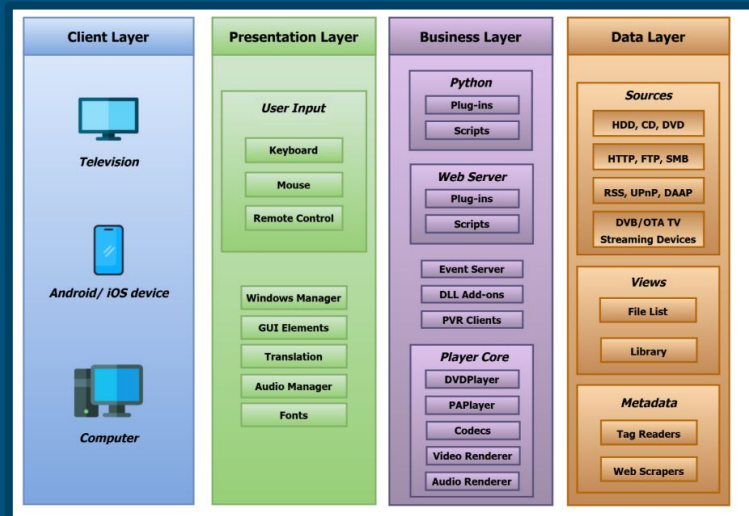 Client Layer
Television
Android/ iOS device
Computer
Presentation Layer
User Input
Keyboard
Mouse
Remote Control
Windows Manager
GUI Elements
Translation
Audio Manager
Fonts
Business Layer
Python
Plug-ins
Scripts
Web Server
Plug-ins
Scripts
Event Server
DLL Add-ons
PVR Clients
Player Core
DVDPlayer
PAPlayer
Codecs
Video Renderer
Audio Renderer
Data Layer
Sources
HDD, CD, DVD
HTTP, FTP, SMB
RSS, UPnP, DAAP
DVB/OTA TV
Streaming Devices
Views
File List
Library
Metadata
Tag Readers
Web Scrapers